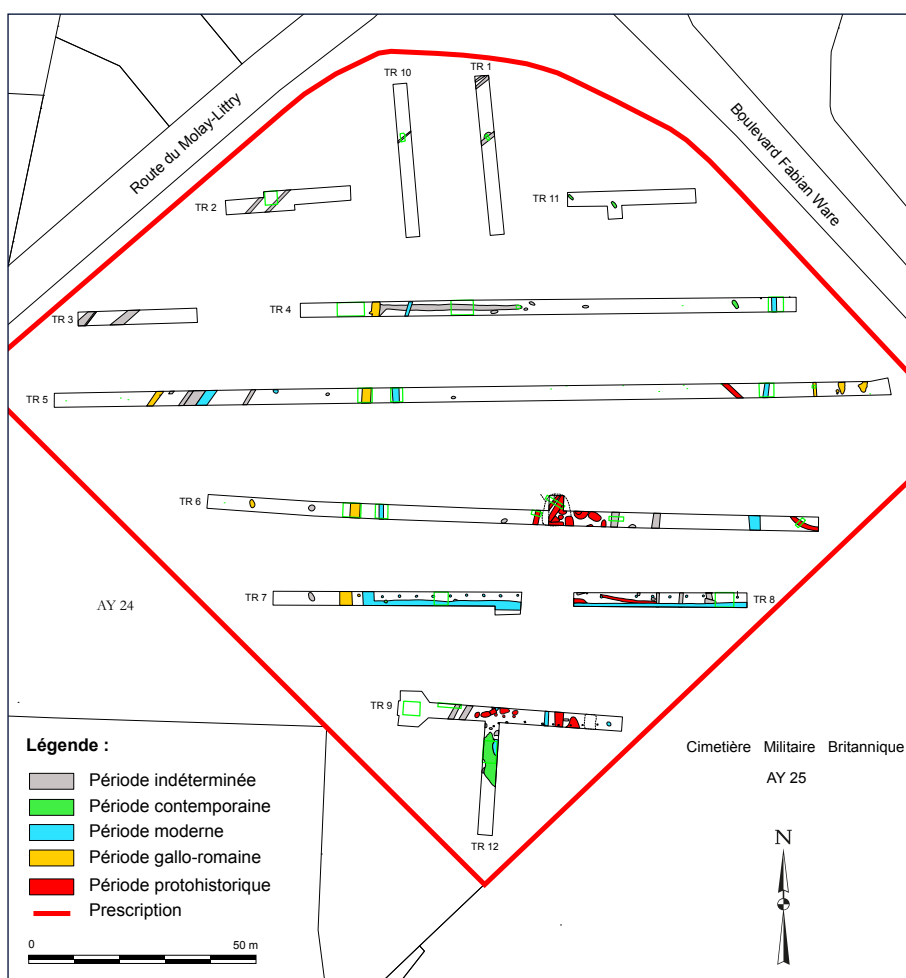 TR 10
TR 1
Route du Molay-Littry
Boulevard Fabian Ware
TR 2
TR 11
TR 3
TR 4
TR 5
TR 6
AY 24
TR 7
TR 8
TR 9
Cimetière Militaire Britannique
AY 25
TR 12
N
Légende :
Période indéterminée
Période contemporaine
Période moderne
Période gallo-romaine
Période protohistorique
Prescription
0 50 m